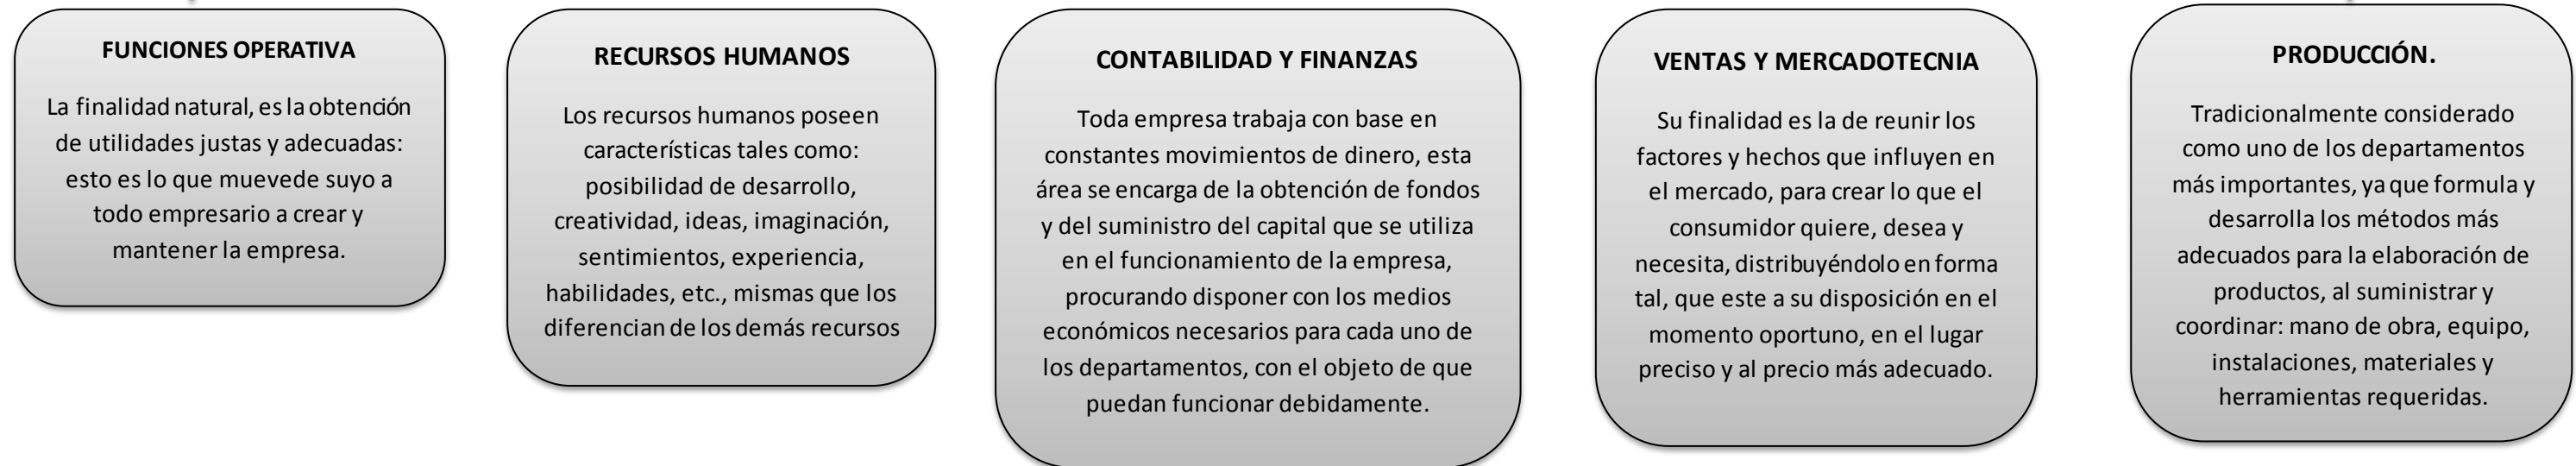 FUNCIONES OPERATIVA
La finalidad natural, es la obtención
de utilidades justas y adecuadas:
esto es lo que muevede suyo a
todo empresario a crear y
mantener la empresa.
RECURSOS HUMANOS
Los recursos humanos poseen
características tales como:
posibilidad de desarrollo,
creatividad, ideas, imaginación,
sentimientos, experiencia,
habilidades, etc., mismas que los
diferencian de los demás recursos
CONTABILIDAD Y FINANZAS
Toda empresa trabaja con base en
constantes movimientos de dinero, esta
área se encarga de la obtención de fondos
y del suministro del capital que se utiliza
en el funcionamiento de la empresa,
procurando disponer con los medios
económicos necesarios para cada uno de
los departamentos, con el objeto de que
puedan funcionar debidamente.
VENTAS Y MERCADOTECNIA
Su finalidad es la de reunir los
factores y hechos que influyen en
el mercado, para crear lo que el
consumidor quiere, desea y
necesita, distribuyéndolo en forma
tal, que este a su disposición en el
momento oportuno, en el lugar
preciso y al precio más adecuado.
PRODUCCIÓN.
Tradicionalmente considerado
como uno de los departamentos
más importantes, ya que formula y
desarrolla los métodos más
adecuados para la elaboración de
productos, al suministrar y
coordinar: mano de obra, equipo,
instalaciones, materiales y
herramientas requeridas.